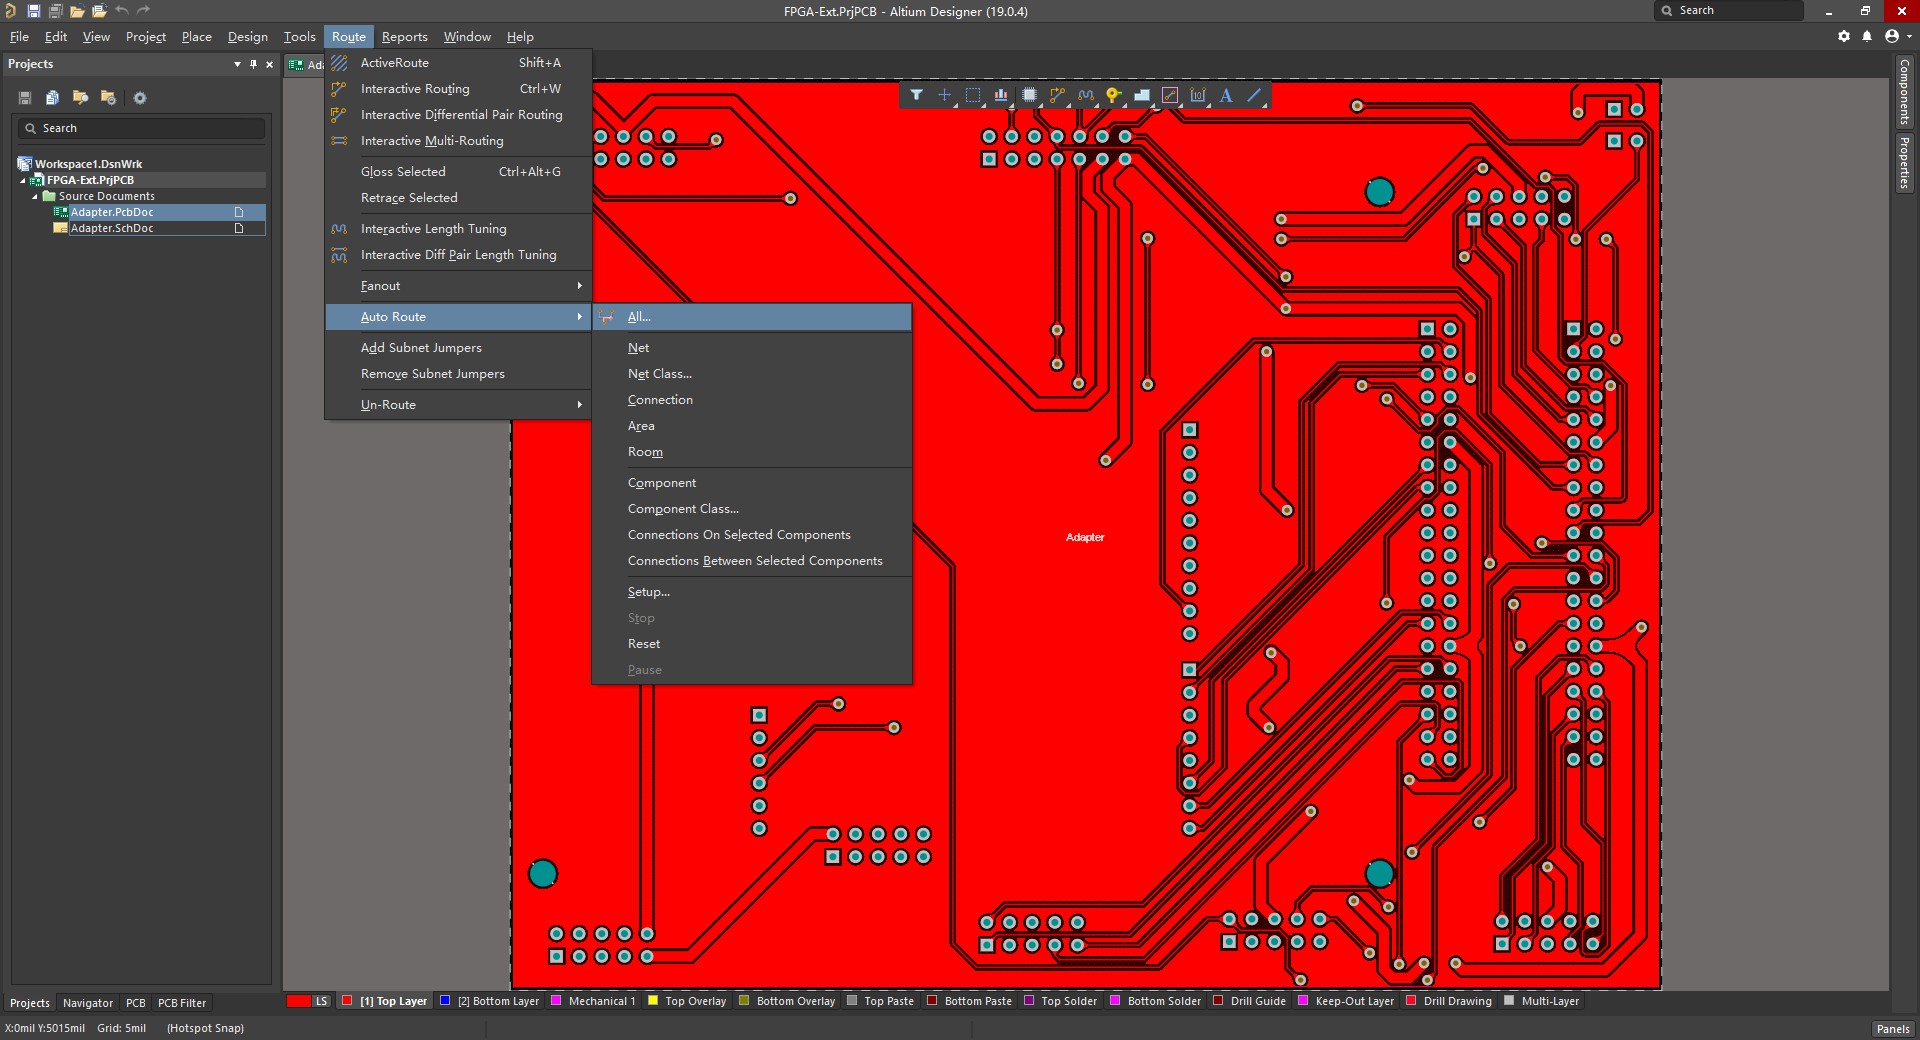 FPGA-Ext.PrjPCB - Altium Designer (19.0.4)
Search
File Edit View Project Place Design Tools Route Reports Window Help
Projects
Search
Workspace1.DsnWrk
FPGA-Ext.PrjPCB
Source Documents
Adapter.PcbDoc
Adapter.SchDoc
Ada
ActiveRoute Shift+A
Interactive Routing Ctrl+W
Interactive Differential Pair Routing
Interactive Multi-Routing
Gloss Selected Ctrl+Alt+G
Retrace Selected
Interactive Length Tuning
Interactive Diff Pair Length Tuning
Fanout
Auto Route
Add Subnet Jumpers
Remove Subnet Jumpers
Un-Route
All...
Net
Net Class...
Connection
Area
Room
Component
Component Class...
Connections On Selected Components
Connections Between Selected Components
Setup...
Stop
Reset
Pause
A
Adapter
Components
Properties
Projects Navigator PCB PCB Filter
LS [1] Top Layer [2] Bottom Layer Mechanical 1 Top Overlay Bottom Overlay Top Paste Bottom Paste Top Solder Bottom Solder Drill Guide Keep-Out Layer Drill Drawing Multi-Layer
X:0mil Y:5015mil Grid: 5mil (Hotspot Snap)
Panels